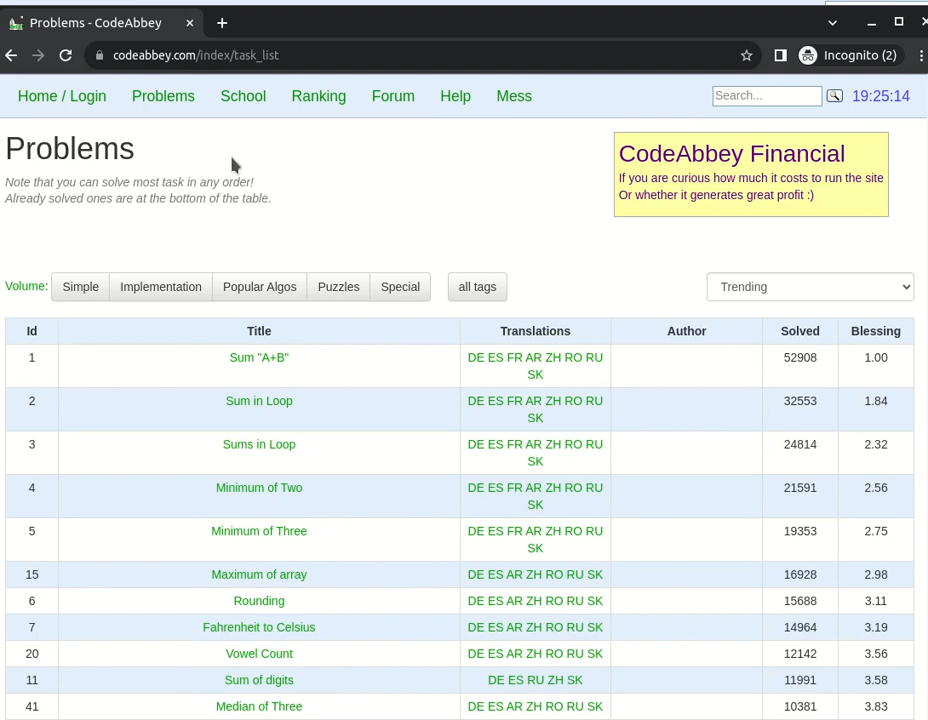 Problems - CodeAbbey
codeabbey.com/index/task_list
Incognito (2)
Home / Login Problems School Ranking Forum Help Mess Search... 19:25:14
Problems
Note that you can solve most task in any order!
Already solved ones are at the bottom of the table.
CodeAbbey Financial
If you are curious how much it costs to run the site
Or whether it generates great profit :)
Volume: Simple Implementation Popular Algos Puzzles Special all tags Trending
Id Title Translations Author Solved Blessing
1 Sum "A+B" DE ES FR AR ZH RO RU 52908 1.00
SK
2 Sum in Loop DE ES FR AR ZH RO RU 32553 1.84
SK
3 Sums in Loop DE ES FR AR ZH RO RU 24814 2.32
SK
4 Minimum of Two DE ES FR AR ZH RO RU 21591 2.56
SK
5 Minimum of Three DE ES FR AR ZH RO RU 19353 2.75
SK
15 Maximum of array DE ES AR ZH RO RU SK 16928 2.98
6 Rounding DE ES AR ZH RO RU SK 15688 3.11
7 Fahrenheit to Celsius DE ES AR ZH RO RU SK 14964 3.19
20 Vowel Count DE ES AR ZH RO RU SK 12142 3.56
11 Sum of digits DE ES RU ZH SK 11991 3.58
41 Median of Three DE ES AR ZH RO RU SK 10381 3.83